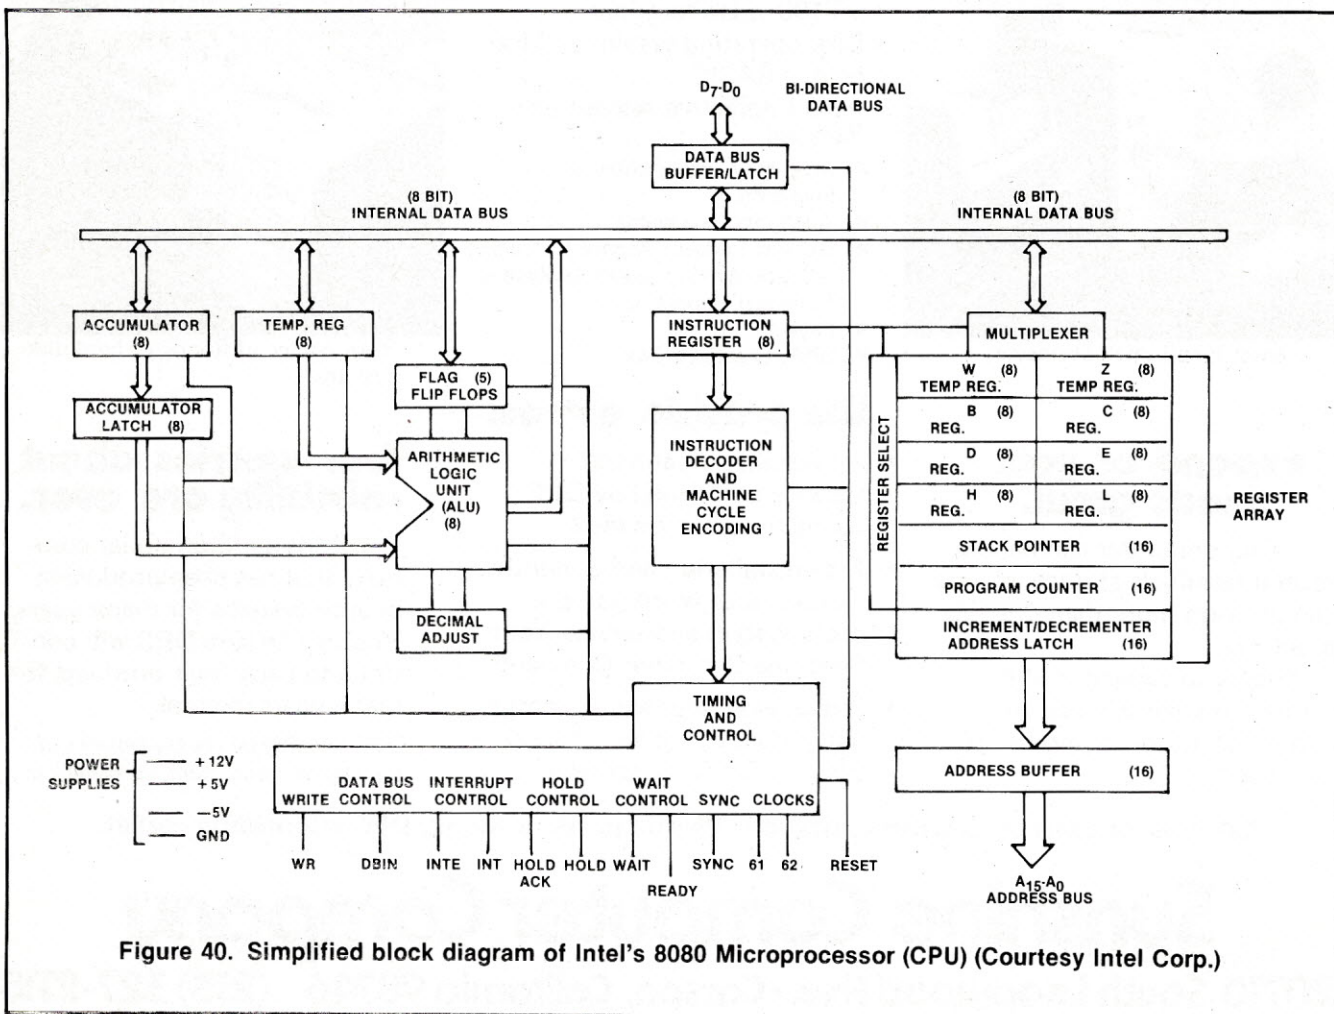 D7-D0
BI-DIRECTIONAL
DATA BUS
DATA BUS
BUFFER/LATCH
(8 BIT)
INTERNAL DATA BUS
(8 BIT)
INTERNAL DATA BUS
ACCUMULATOR
(8)
TEMP. REG
(8)
INSTRUCTION
REGISTER (8)
MULTIPLEXER
FLAG (5)
FLIP FLOPS
ACCUMULATOR
LATCH (8)
ARITHMETIC
LOGIC
UNIT
(ALU)
(8)
DECIMAL
ADJUST
INSTRUCTION
DECODER
AND
MACHINE
CYCLE
ENCODING
REGISTER SELECT
W (8)
TEMP REG.
Z (8)
TEMP REG.
B (8)
REG.
C (8)
REG.
D (8)
REG.
E (8)
REG.
H (8)
REG.
L (8)
REG.
STACK POINTER (16)
PROGRAM COUNTER (16)
INCREMENT/DECREMENTER
ADDRESS LATCH (16)
REGISTER
ARRAY
TIMING
AND
CONTROL
ADDRESS BUFFER (16)
A15-A0
ADDRESS BUS
POWER
SUPPLIES
+12V
+5V
—5V
GND
WRITE
DATA BUS
CONTROL
INTERRUPT
CONTROL
HOLD
CONTROL
WAIT
CONTROL
SYNC
CLOCKS
WR
DBIN
INTE
INT
HOLD
ACK
HOLD
WAIT
READY
SYNC
61
62
RESET
Figure 40. Simplified block diagram of Intel's 8080 Microprocessor (CPU) (Courtesy Intel Corp.)